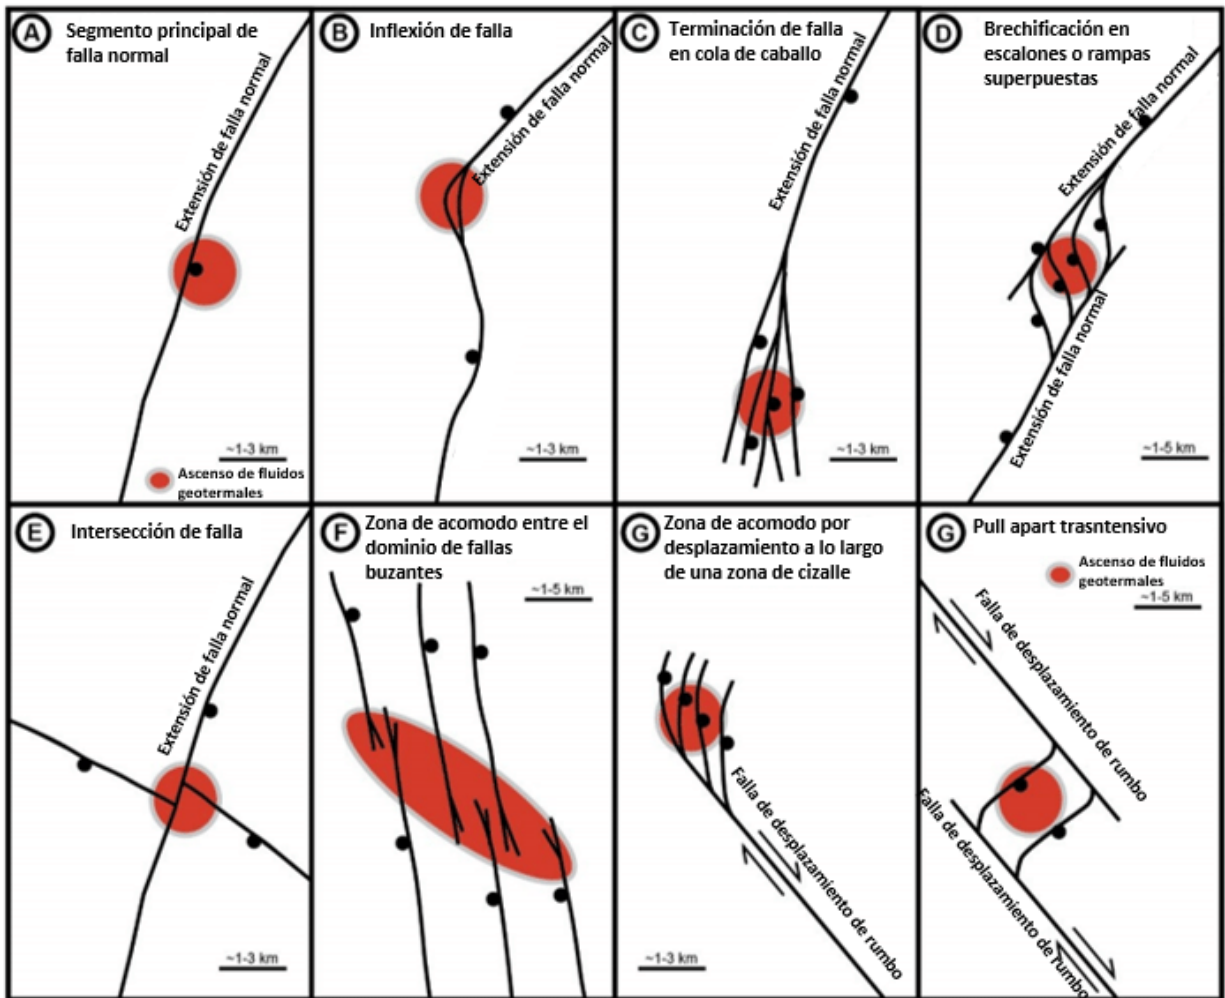 A
Segmento principal de
falla normal
Extensión de falla normal
~1-3 km
Ascenso de fluidos
geotermales
B
Inflexión de falla
Extensión de falla normal
~1-3 km
C
Terminación de falla
en cola de caballo
Extensión de falla normal
~1-3 km
D
Brechificación en
escalones o rampas
superpuestas
Extensión de falla normal
Extensión de falla normal
~1-5 km
E
Intersección de falla
Extensión de falla normal
~1-3 km
F
Zona de acomodo entre el
dominio de fallas
buzantes
~1-5 km
G
Zona de acomodo por
desplazamiento a lo largo
de una zona de cizalle
Falla de desplazamiento de rumbo
~1-3 km
G
Pull apart trasntensivo
Ascenso de fluidos
geotermales
~1-5 km
Falla de desplazamiento de rumbo
Falla de desplazamiento de rumbo